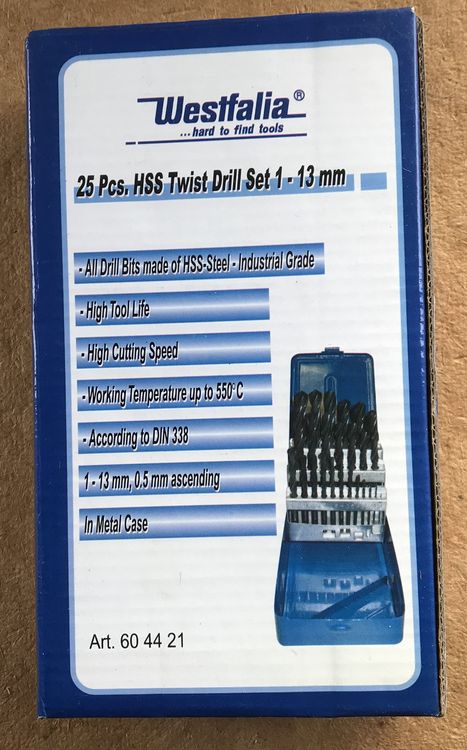 Westfalia®
...hard to find tools
25 Pcs. HSS Twist Drill Set 1 - 13 mm
- All Drill Bits made of HSS-Steel - Industrial Grade
- High Tool Life
- High Cutting Speed
- Working Temperature up to 550°C
- According to DIN 338
1 - 13 mm, 0.5 mm ascending
In Metal Case
Art. 60 44 21